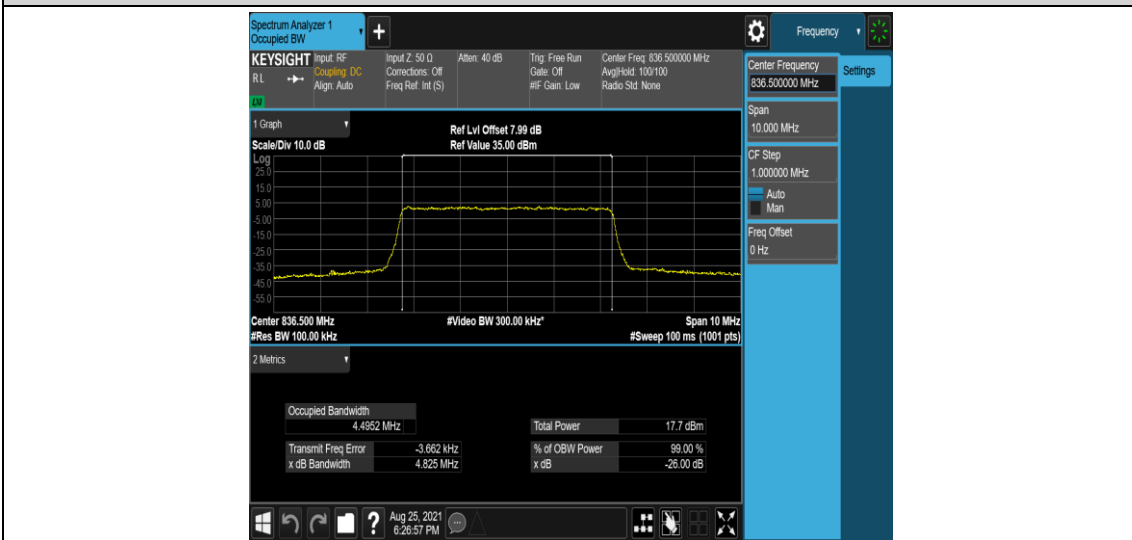 Spectrum Analyzer 1
Occupied BW
+
Frequency
KEYSIGHT
RL
LXI
Input: RF
Coupling: DC
Align: Auto
Input Z: 50 Ω
Corrections: Off
Freq Ref: Int (S)
Atten: 40 dB
Trig: Free Run
Gate: Off
#IF Gain: Low
Center Freq: 836.500000 MHz
Avg|Hold: 100/100
Radio Std: None
Center Frequency
836.500000 MHz
Settings
Span
10.000 MHz
CF Step
1.000000 MHz
Auto
Man
Freq Offset
0 Hz
1 Graph
Scale/Div 10.0 dB
Ref Lvl Offset 7.99 dB
Ref Value 35.00 dBm
Log
25.0
15.0
5.00
-5.00
-15.0
-25.0
-35.0
-45.0
-55.0
Center 836.500 MHz
#Video BW 300.00 kHz*
Span 10 MHz
#Res BW 100.00 kHz
#Sweep 100 ms (1001 pts)
2 Metrics
Occupied Bandwidth
4.4952 MHz
Total Power 17.7 dBm
Transmit Freq Error -3.662 kHz
% of OBW Power 99.00 %
x dB Bandwidth 4.825 MHz
x dB -26.00 dB
?
Aug 25, 2021
6:26:57 PM